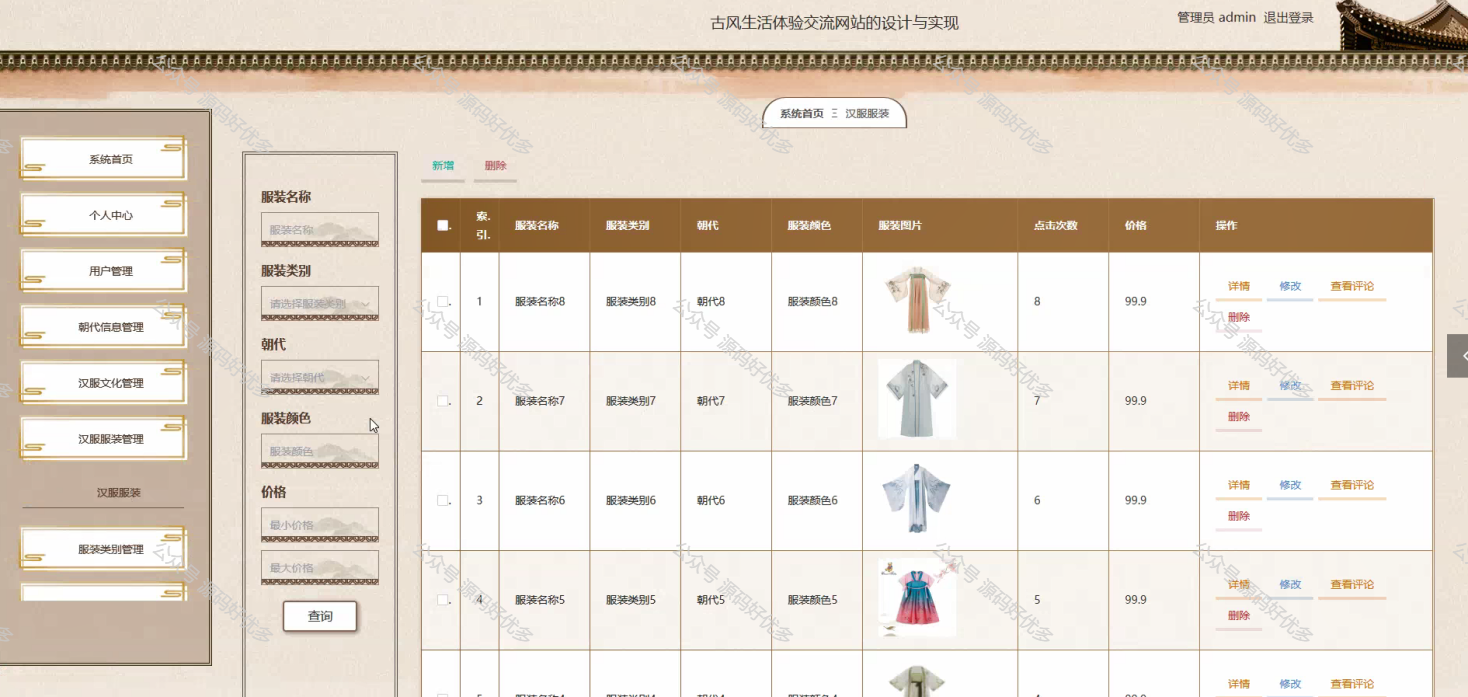 古风生活体验交流网站的设计与实现
管理员 admin 退出登录
系统首页 Ξ 汉服服装
系统首页
个人中心
用户管理
朝代信息管理
汉服文化管理
汉服服装管理
汉服服装
服装类别管理
服装名称
服装名称
服装类别
请选择服装类别
朝代
请选择朝代
服装颜色
服装颜色
价格
最小价格
最大价格
查询
新增 删除
索引. 服装名称 服装类别 朝代 服装颜色 服装图片 点击次数 价格 操作
1 服装名称8 服装类别8 朝代8 服装颜色8 8 99.9 详情 修改 查看评论
删除
2 服装名称7 服装类别7 朝代7 服装颜色7 7 99.9 详情 修改 查看评论
删除
3 服装名称6 服装类别6 朝代6 服装颜色6 6 99.9 详情 修改 查看评论
删除
4 服装名称5 服装类别5 朝代5 服装颜色5 5 99.9 详情 修改 查看评论
删除
详情 修改 查看评论
公众号 源码好优多